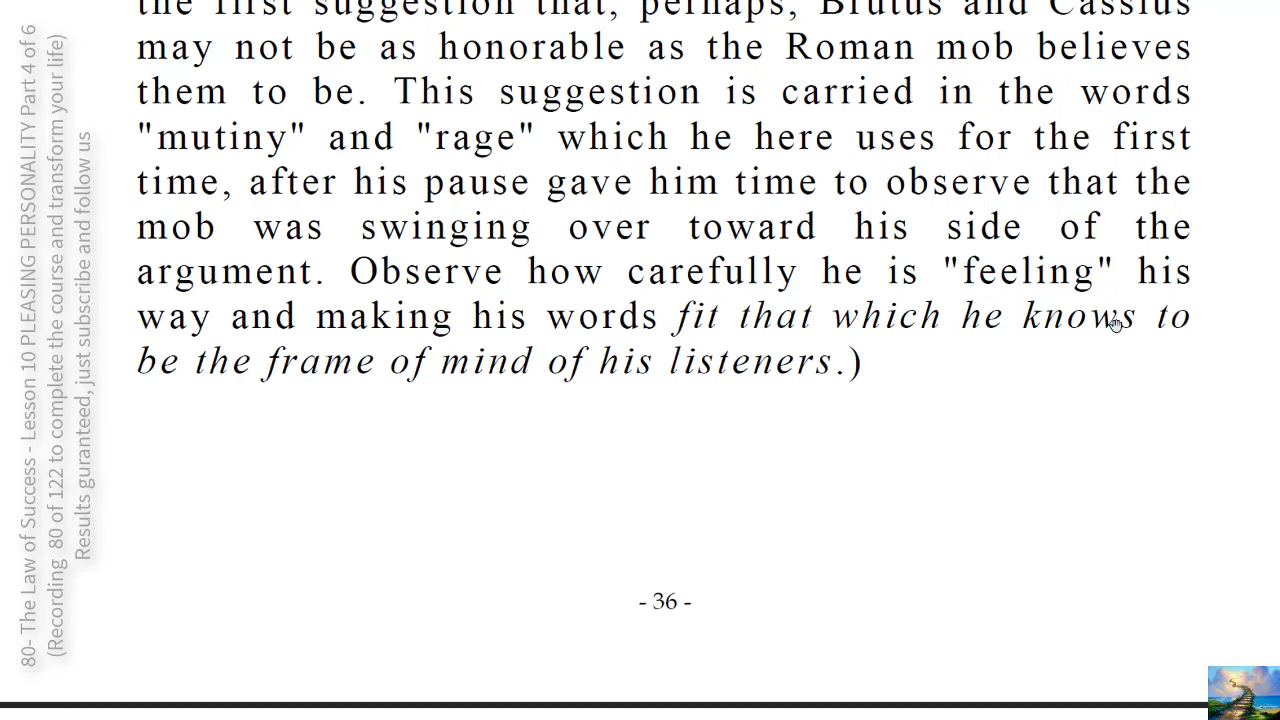 the first suggestion that, perhaps, Brutus and Cassius
may not be as honorable as the Roman mob believes
them to be. This suggestion is carried in the words
"mutiny" and "rage" which he here uses for the first
time, after his pause gave him time to observe that the
mob was swinging over toward his side of the
argument. Observe how carefully he is "feeling" his
way and making his words fit that which he knows to
be the frame of mind of his listeners.)
- 36 -
80- The Law of Success - Lesson 10 PLEASING PERSONALITY Part 4 of 6
(Recording 80 of 122 to complete the course and transform your life)
Results guranteed, just subscribe and follow us